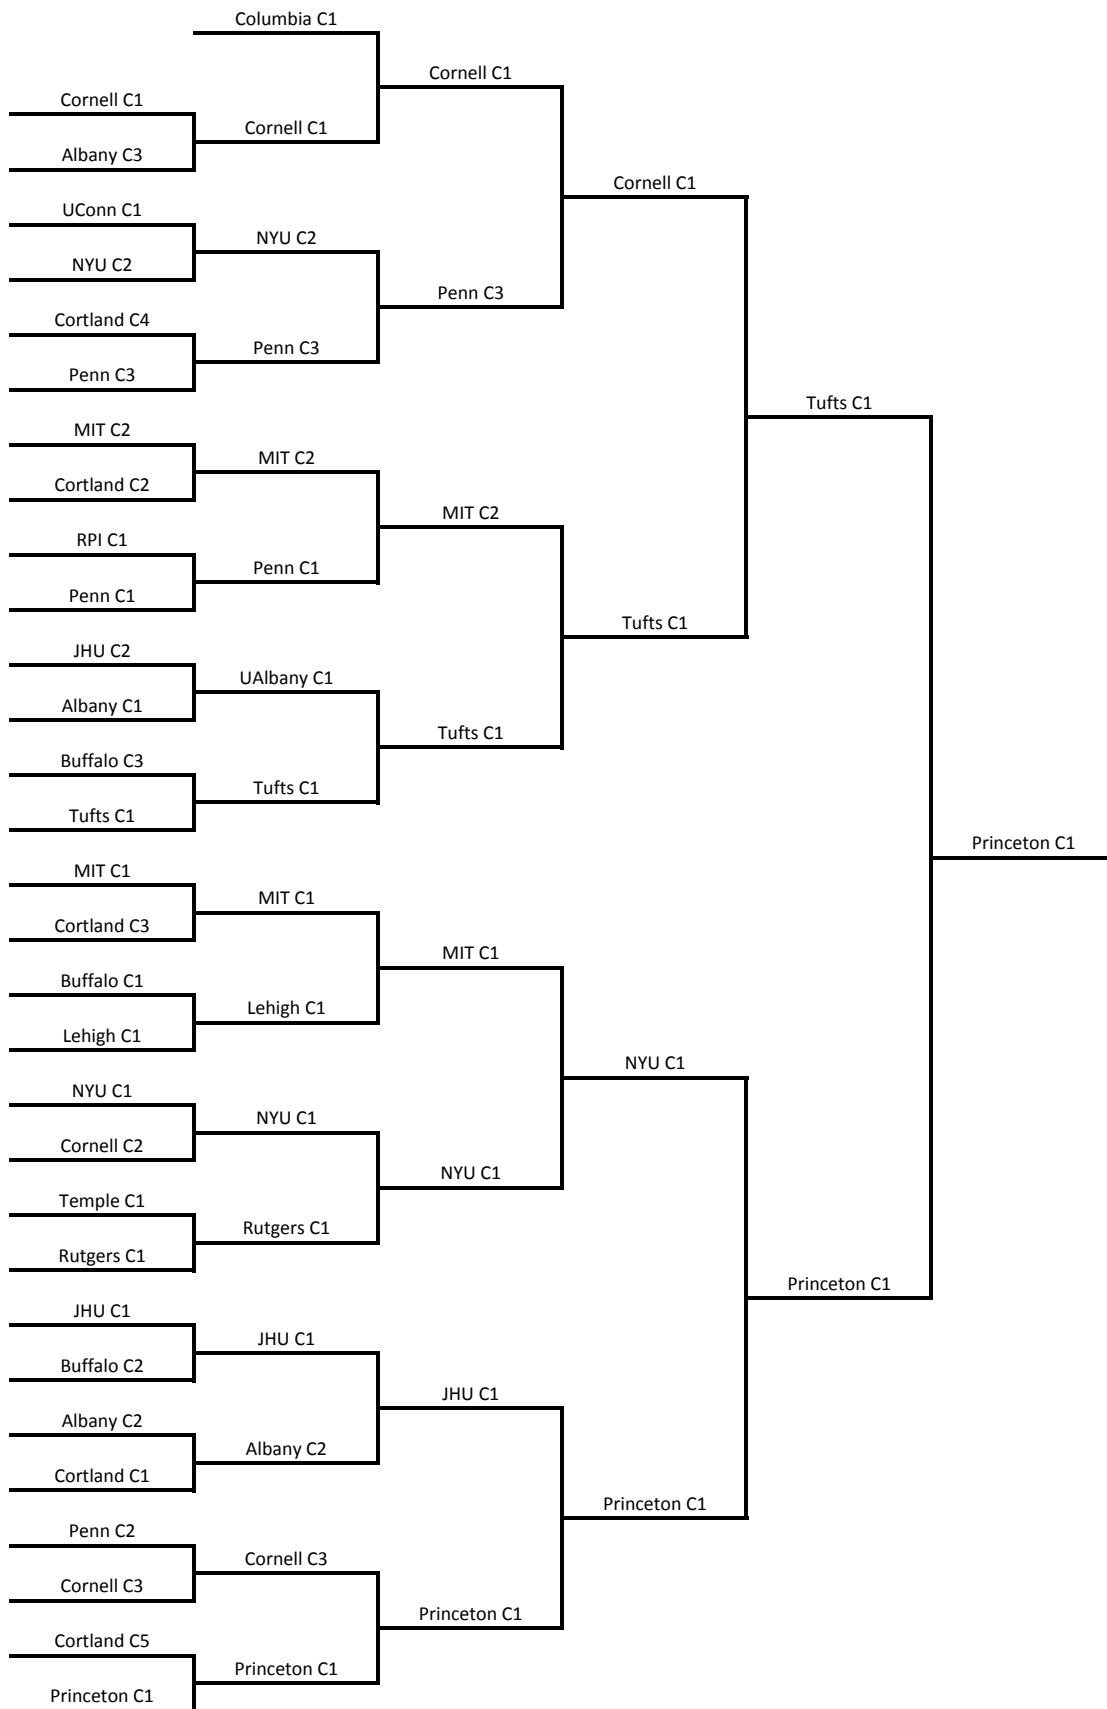 Columbia C1
Cornell C1
Cornell C1
Cornell C1
Albany C3
Cornell C1
UConn C1
NYU C2
NYU C2
Penn C3
Cortland C4
Penn C3
Penn C3
Tufts C1
MIT C2
MIT C2
Cortland C2
MIT C2
RPI C1
Penn C1
Penn C1
Tufts C1
JHU C2
UAlbany C1
Albany C1
Tufts C1
Buffalo C3
Tufts C1
Tufts C1
Princeton C1
MIT C1
MIT C1
Cortland C3
MIT C1
Buffalo C1
Lehigh C1
Lehigh C1
NYU C1
NYU C1
NYU C1
Cornell C2
NYU C1
Temple C1
Rutgers C1
Rutgers C1
Princeton C1
JHU C1
JHU C1
Buffalo C2
JHU C1
Albany C2
Albany C2
Cortland C1
Princeton C1
Penn C2
Cornell C3
Cornell C3
Princeton C1
Cortland C5
Princeton C1
Princeton C1